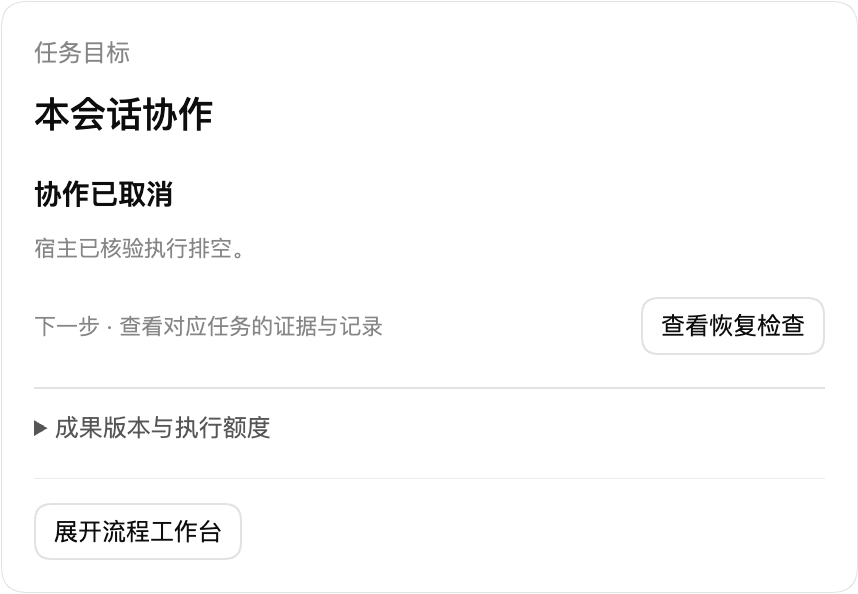 任务目标
本会话协作
协作已取消
宿主已核验执行排空。
下一步 · 查看对应任务的证据与记录
查看恢复检查
▶ 成果版本与执行额度
展开流程工作台